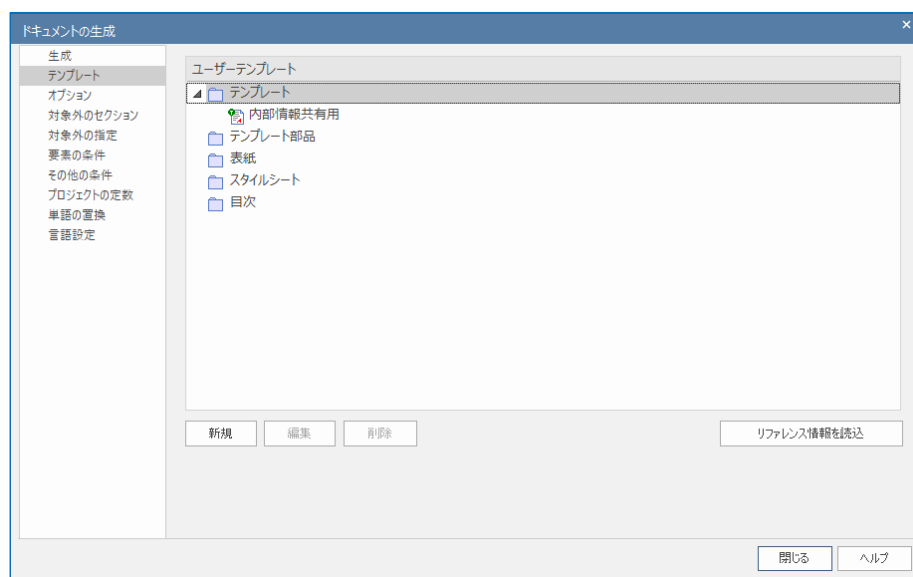 ドキュメントの生成
×
生成
テンプレート
オプション
対象外のセクション
対象外の指定
要素の条件
その他の条件
プロジェクトの定数
単語の置換
言語設定
ユーザーテンプレート
テンプレート
内部情報共有用
テンプレート部品
表紙
スタイルシート
目次
新規
編集
削除
リファレンス情報を読込
閉じる
ヘルプ